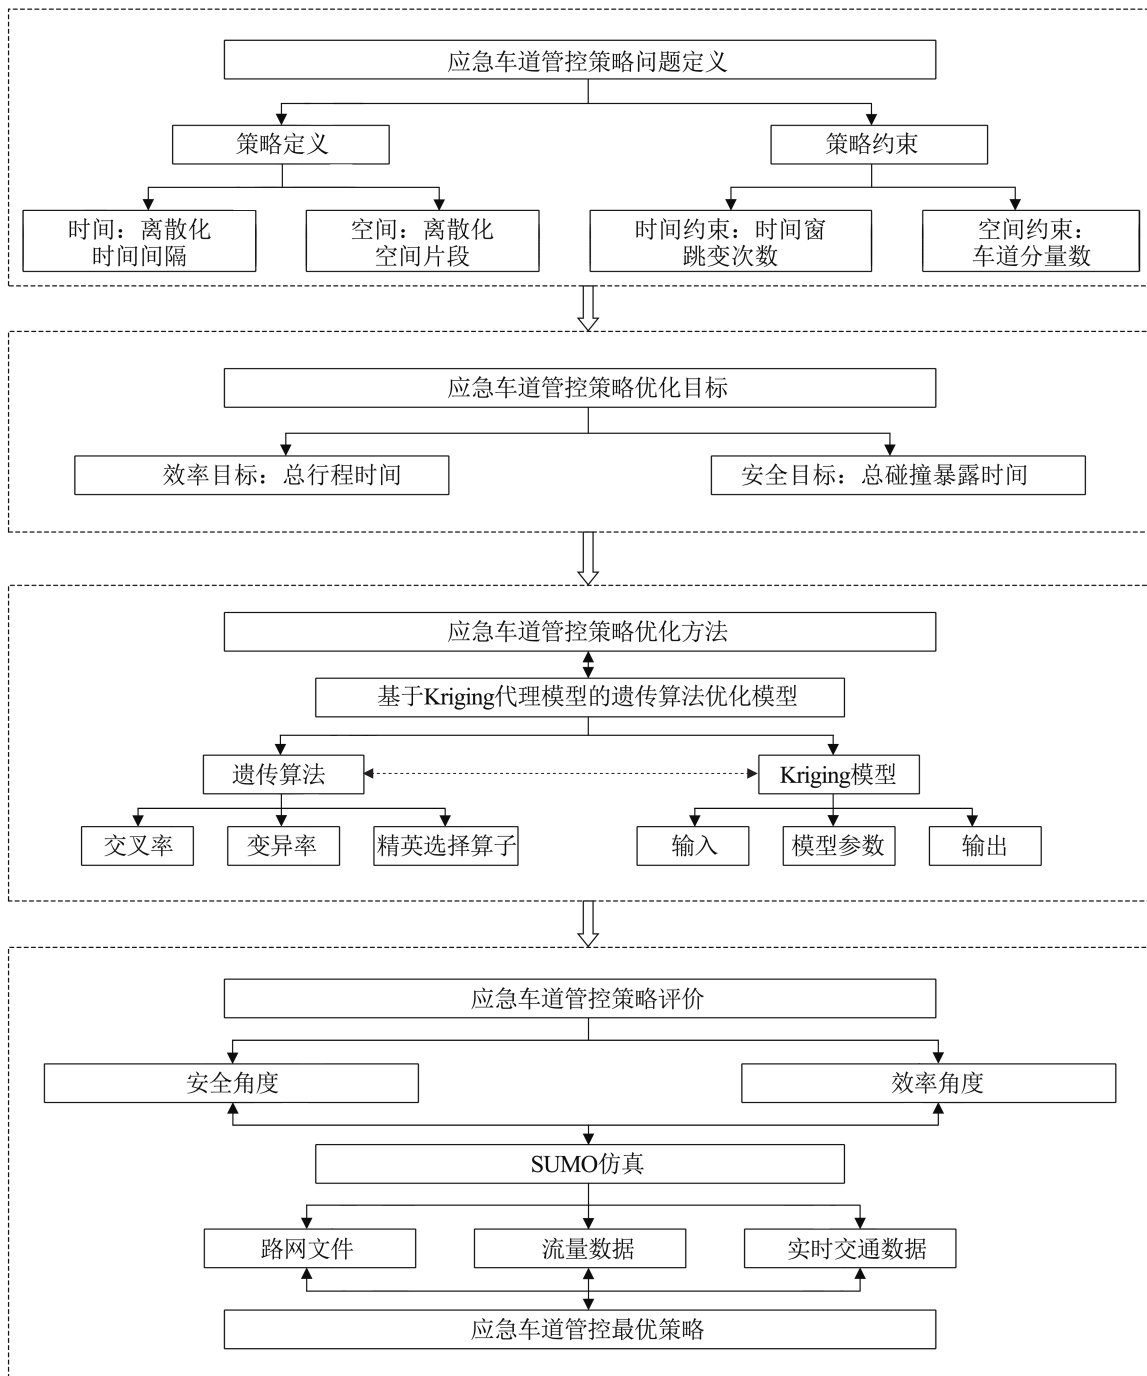 应急车道管控策略问题定义
策略定义
策略约束
时间：离散化
时间间隔
空间：离散化
空间片段
时间约束：时间窗
跳变次数
空间约束：
车道分量数
应急车道管控策略优化目标
效率目标：总行程时间
安全目标：总碰撞暴露时间
应急车道管控策略优化方法
基于Kriging代理模型的遗传算法优化模型
遗传算法
Kriging模型
交叉率
变异率
精英选择算子
输入
模型参数
输出
应急车道管控策略评价
安全角度
效率角度
SUMO仿真
路网文件
流量数据
实时交通数据
应急车道管控最优策略